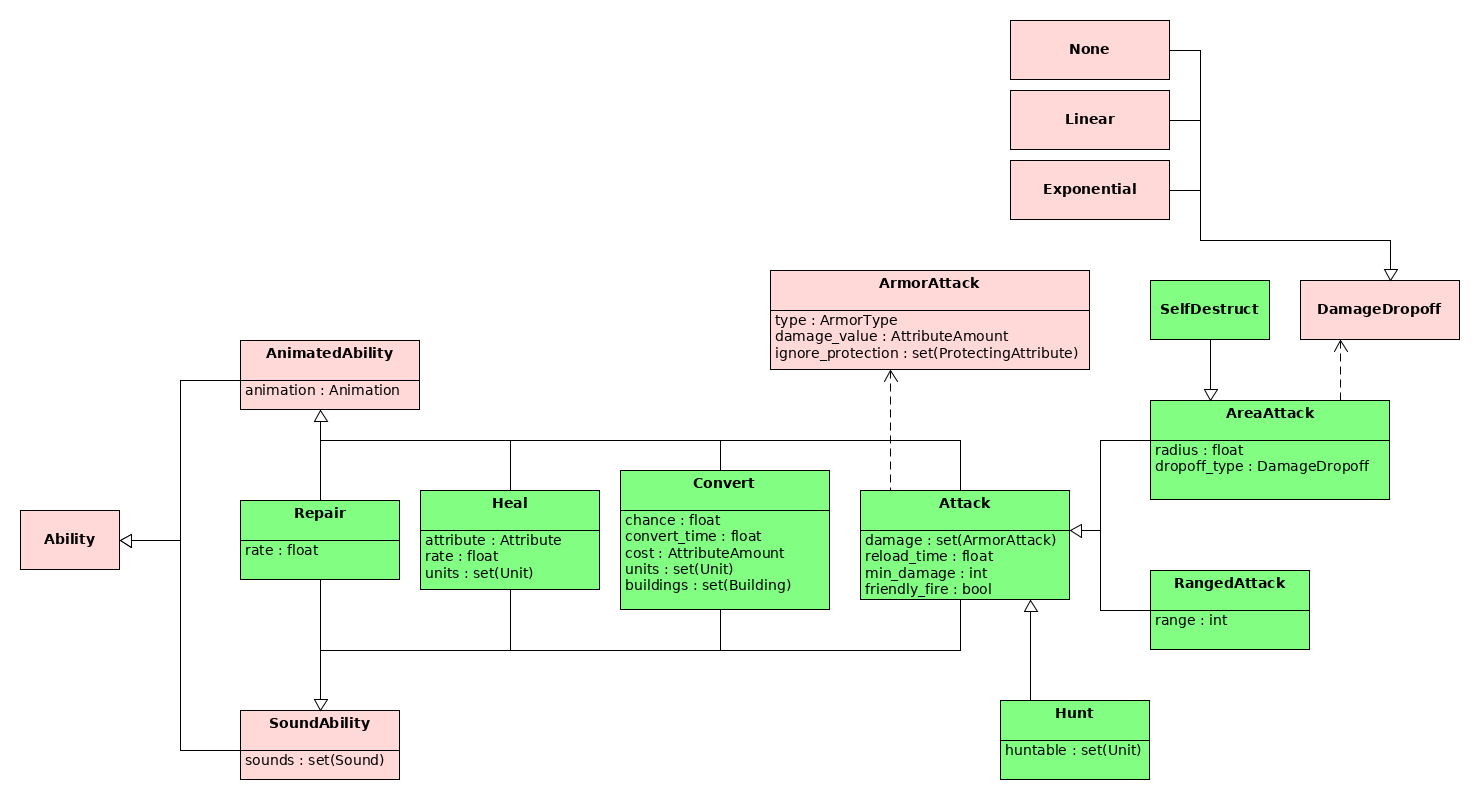 None
Linear
Exponential
ArmorAttack
type : ArmorType
damage_value : AttributeAmount
ignore_protection : set(ProtectingAttribute)
SelfDestruct
DamageDropoff
AnimatedAbility
animation : Animation
AreaAttack
radius : float
dropoff_type : DamageDropoff
Ability
Repair
rate : float
Heal
attribute : Attribute
rate : float
units : set(Unit)
Convert
chance : float
convert_time : float
cost : AttributeAmount
units : set(Unit)
buildings : set(Building)
Attack
damage : set(ArmorAttack)
reload_time : float
min_damage : int
friendly_fire : bool
RangedAttack
range : int
SoundAbility
sounds : set(Sound)
Hunt
huntable : set(Unit)